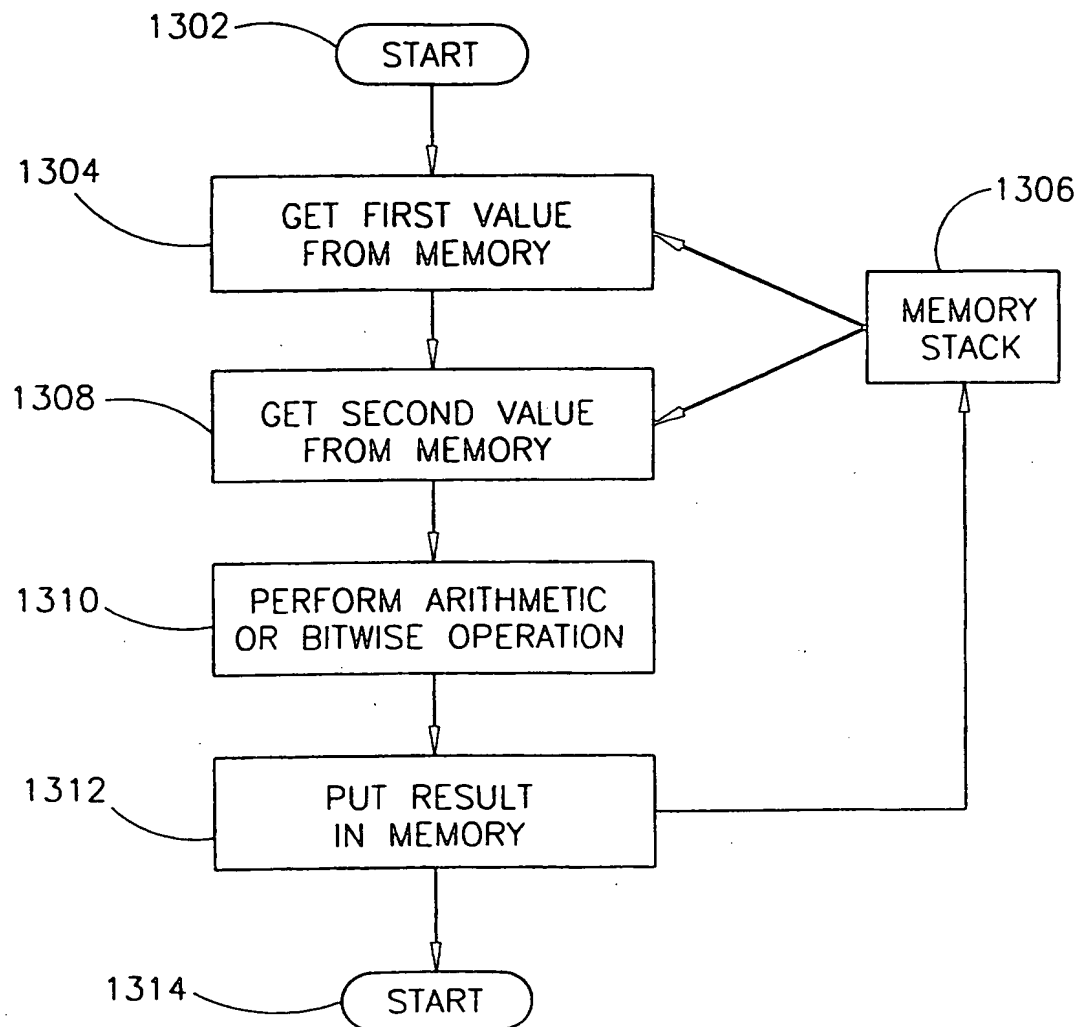 1302
START
1304
GET FIRST VALUE
FROM MEMORY
1306
MEMORY
STACK
1308
GET SECOND VALUE
FROM MEMORY
1310
PERFORM ARITHMETIC
OR BITWISE OPERATION
1312
PUT RESULT
IN MEMORY
1314
START